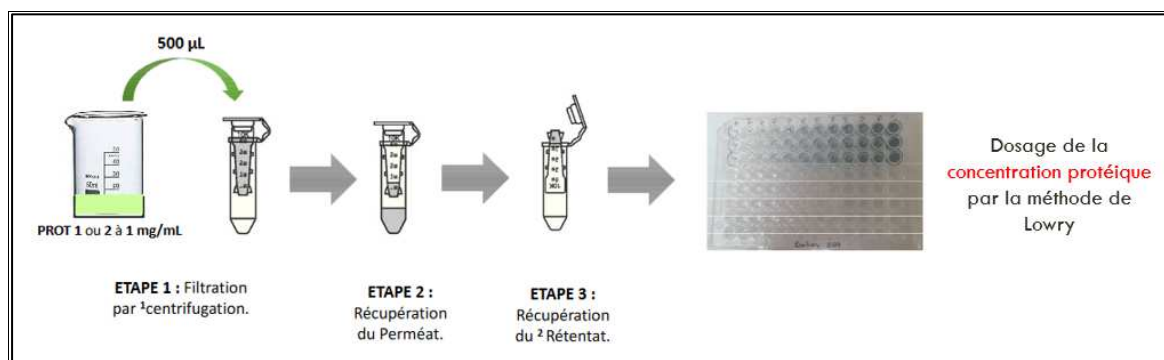 500 µL
PROT 1 ou 2 à 1 mg/mL
ETAPE 1 : Filtration
par ¹centrifugation.
ETAPE 2 :
Récupération
du Perméat.
ETAPE 3 :
Récupération
du ² Rétentat.
Dosage de la
concentration protéique
par la méthode de
Lowry